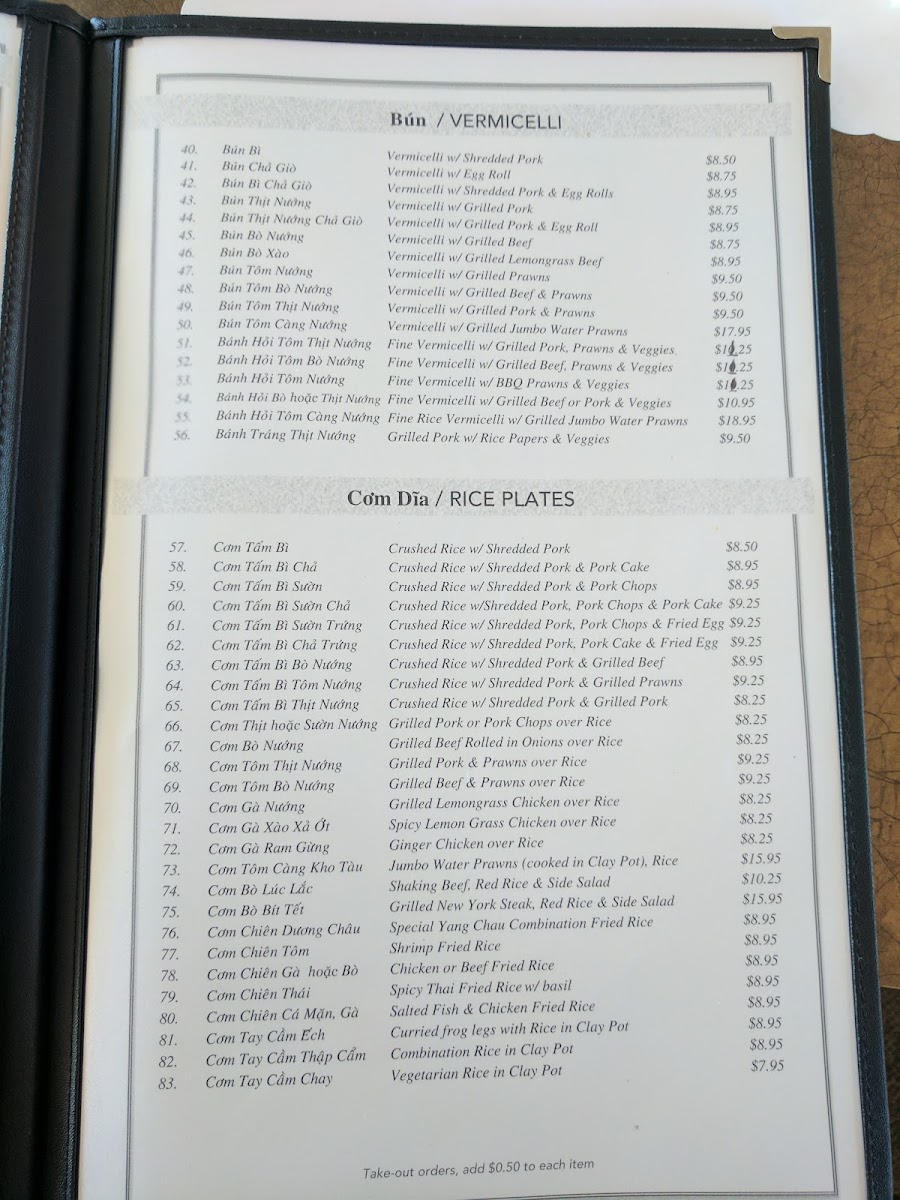 Bún / VERMICELLI
40. Bún Bì Vermicelli w/ Shredded Pork $8.50
41. Bún Chả Giò Vermicelli w/ Egg Roll $8.75
42. Bún Bì Chả Giò Vermicelli w/ Shredded Pork & Egg Rolls $8.95
43. Bún Thịt Nướng Vermicelli w/ Grilled Pork $8.75
44. Bún Thịt Nướng Chả Giò Vermicelli w/ Grilled Pork & Egg Roll $8.95
45. Bún Bò Nướng Vermicelli w/ Grilled Beef $8.75
46. Bún Bò Xào Vermicelli w/ Grilled Lemongrass Beef $8.95
47. Bún Tôm Nướng Vermicelli w/ Grilled Prawns $9.50
48. Bún Tôm Bò Nướng Vermicelli w/ Grilled Beef & Prawns $9.50
49. Bún Tôm Thịt Nướng Vermicelli w/ Grilled Pork & Prawns $9.50
50. Bún Tôm Càng Nướng Vermicelli w/ Grilled Jumbo Water Prawns $17.95
51. Bánh Hỏi Tôm Thịt Nướng Fine Vermicelli w/ Grilled Pork, Prawns & Veggies
52. Bánh Hỏi Tôm Bò Nướng Fine Vermicelli w/ Grilled Beef, Prawns & Veggies
53. Bánh Hỏi Tôm Nướng Fine Vermicelli w/ BBQ Prawns & Veggies
54. Bánh Hỏi Bò hoặc Thịt Nướng Fine Vermicelli w/ Grilled Beef or Pork & Veggies $10.95
55. Bánh Hỏi Tôm Càng Nướng Fine Rice Vermicelli w/ Grilled Jumbo Water Prawns $18.95
56. Bánh Tráng Thịt Nướng Grilled Pork w/ Rice Papers & Veggies $9.50
Cơm Dĩa / RICE PLATES
57. Cơm Tấm Bì Crushed Rice w/ Shredded Pork $8.50
58. Cơm Tấm Bì Chả Crushed Rice w/ Shredded Pork & Pork Cake $8.95
59. Cơm Tấm Bì Sườn Crushed Rice w/ Shredded Pork & Pork Chops $8.95
60. Cơm Tấm Bì Sườn Chả Crushed Rice w/Shredded Pork, Pork Chops & Pork Cake $9.25
61. Cơm Tấm Bì Sườn Trứng Crushed Rice w/ Shredded Pork, Pork Chops & Fried Egg $9.25
62. Cơm Tấm Bì Chả Trứng Crushed Rice w/ Shredded Pork, Pork Cake & Fried Egg $9.25
63. Cơm Tấm Bì Bò Nướng Crushed Rice w/ Shredded Pork & Grilled Beef $8.95
64. Cơm Tấm Bì Tôm Nướng Crushed Rice w/ Shredded Pork & Grilled Prawns $9.25
65. Cơm Tấm Bì Thịt Nướng Crushed Rice w/ Shredded Pork & Grilled Pork $8.25
66. Cơm Thịt hoặc Sườn Nướng Grilled Pork or Pork Chops over Rice $8.25
67. Cơm Bò Nướng Grilled Beef Rolled in Onions over Rice $8.25
68. Cơm Tôm Thịt Nướng Grilled Pork & Prawns over Rice $9.25
69. Cơm Tôm Bò Nướng Grilled Beef & Prawns over Rice $9.25
70. Cơm Gà Nướng Grilled Lemongrass Chicken over Rice $8.25
71. Cơm Gà Xào Xả Ớt Spicy Lemon Grass Chicken over Rice $8.25
72. Cơm Gà Ram Gừng Ginger Chicken over Rice $8.25
73. Cơm Tôm Càng Kho Tàu Jumbo Water Prawns (cooked in Clay Pot), Rice $15.95
74. Cơm Bò Lúc Lắc Shaking Beef, Red Rice & Side Salad $10.25
75. Cơm Bò Bít Tết Grilled New York Steak, Red Rice & Side Salad $15.95
76. Cơm Chiên Dương Châu Special Yang Chau Combination Fried Rice $8.95
77. Cơm Chiên Tôm Shrimp Fried Rice $8.95
78. Cơm Chiên Gà hoặc Bò Chicken or Beef Fried Rice $8.95
79. Cơm Chiên Thái Spicy Thai Fried Rice w/ basil $8.95
80. Cơm Chiên Cá Mặn, Gà Salted Fish & Chicken Fried Rice $8.95
81. Cơm Tay Cầm Ếch Curried frog legs with Rice in Clay Pot $8.95
82. Cơm Tay Cầm Thập Cẩm Combination Rice in Clay Pot $8.95
83. Cơm Tay Cầm Chay Vegetarian Rice in Clay Pot $7.95
Take-out orders, add $0.50 to each item